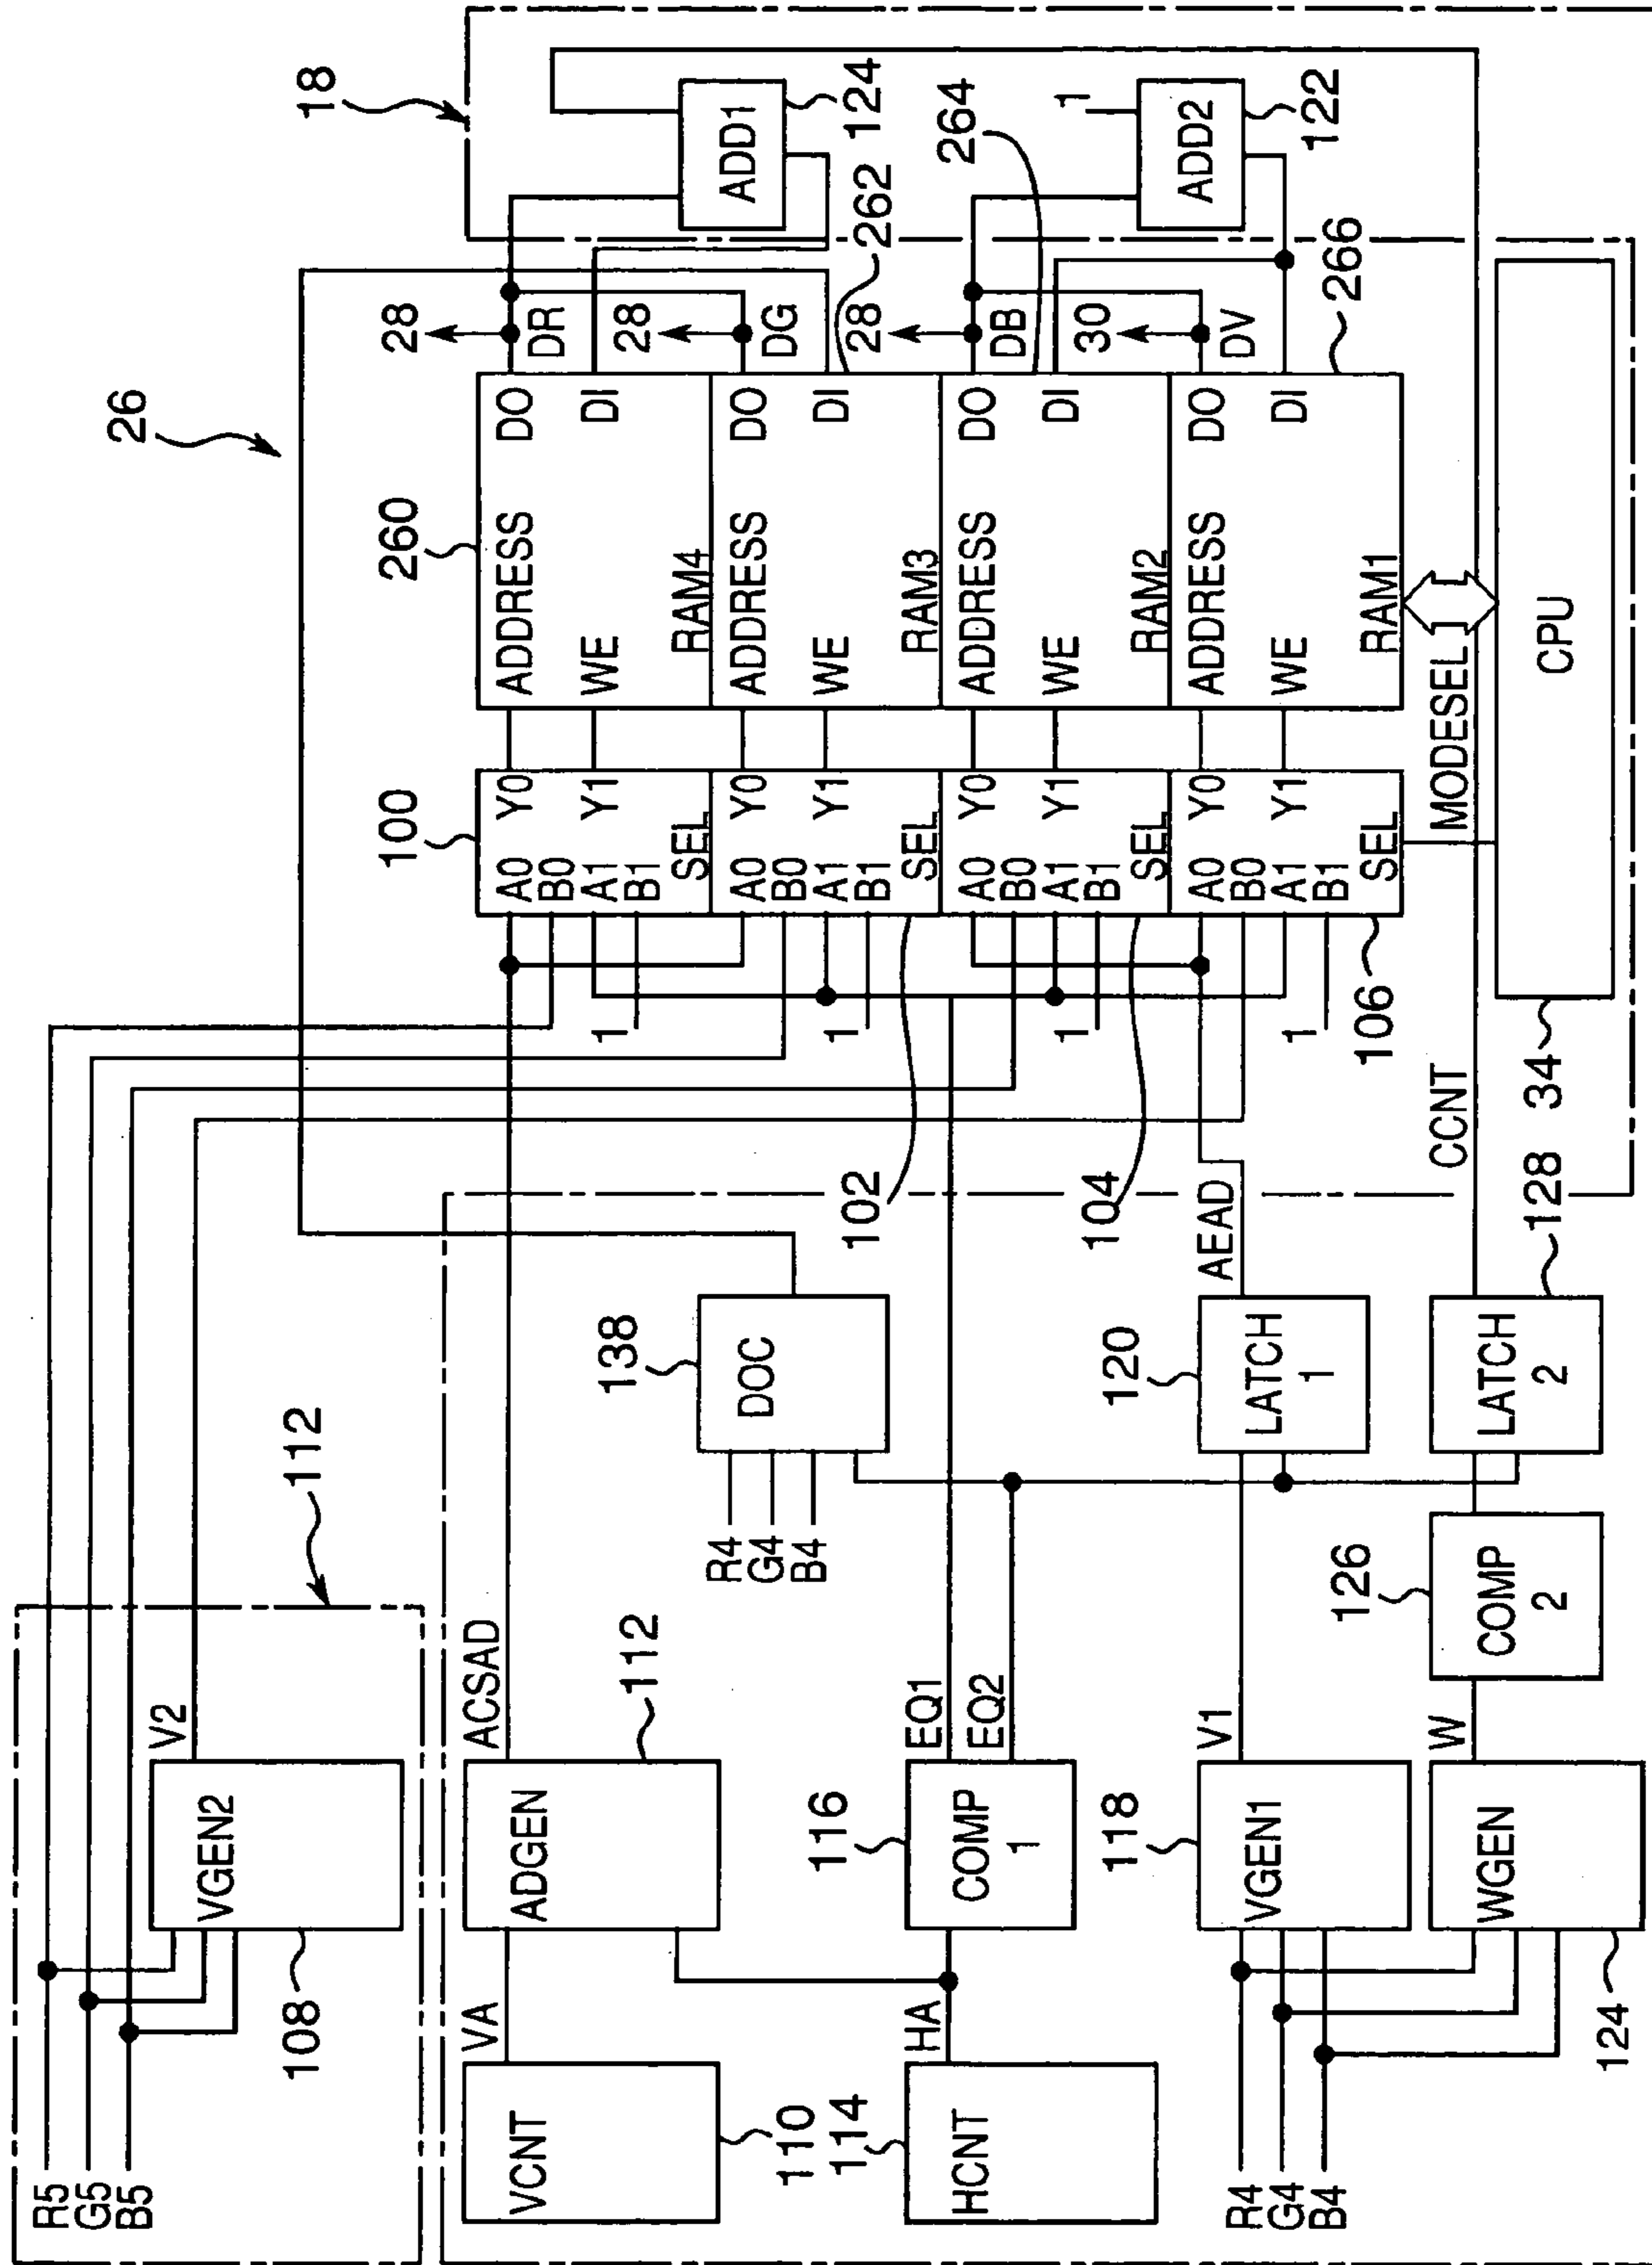 26
R5
G5
B5
V2
VGEN2
108
112
18
100
260
28
VCNT
VA
ADGEN
ACSAD
A0 Y0
B0
A1 Y1
B1
SEL
ADDRESS DO
WE DI
RAM4
DR
1
110
112
138
DOC
R4
G4
B4
A0 Y0
B0
A1 Y1
B1
SEL
ADDRESS DO
WE DI
RAM3
28
DG
ADD1
124
262
1
102
114
HCNT
HA
116
COMP
1
EQ1
EQ2
A0 Y0
B0
A1 Y1
B1
SEL
ADDRESS DO
WE DI
RAM2
28
DB
264
1
104
R4
G4
B4
118
VGEN1
V1
120
LATCH
1
AEAD
A0 Y0
B0
A1 Y1
B1
SEL
ADDRESS DO
WE DI
RAM1
30
DV
1
ADD2
122
266
1
106
WGEN
W
124
126
COMP
2
LATCH
2
128
CCNT
MODESEL
CPU
34